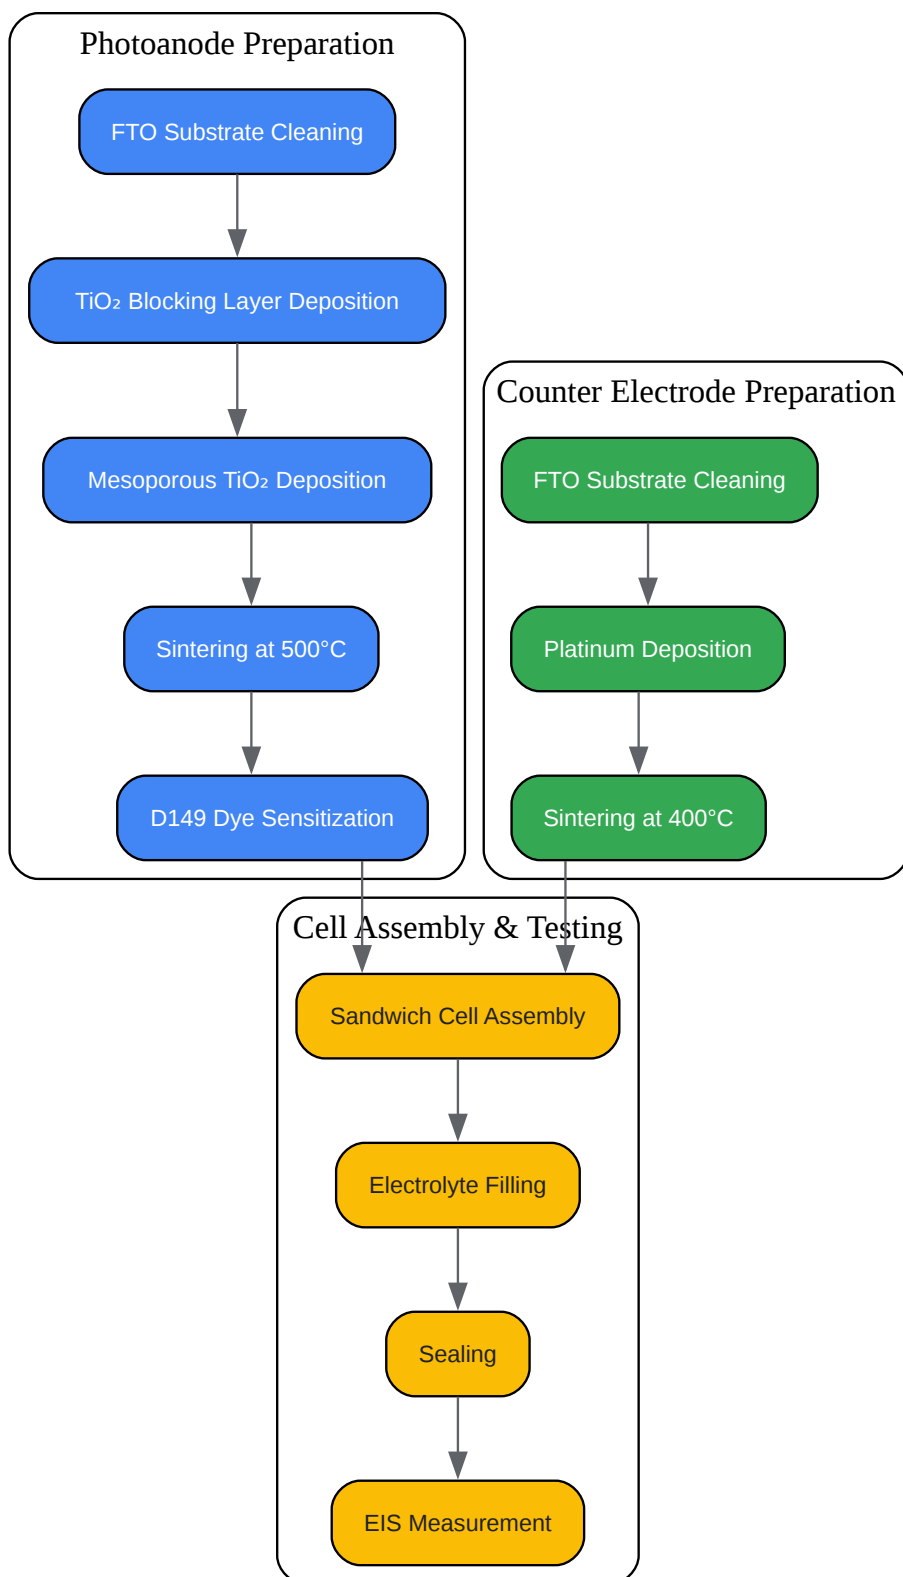 Photoanode Preparation
FTO Substrate Cleaning
TiO₂ Blocking Layer Deposition
Mesoporous TiO₂ Deposition
Sintering at 500°C
D149 Dye Sensitization
Counter Electrode Preparation
FTO Substrate Cleaning
Platinum Deposition
Sintering at 400°C
Cell Assembly & Testing
Sandwich Cell Assembly
Electrolyte Filling
Sealing
EIS Measurement